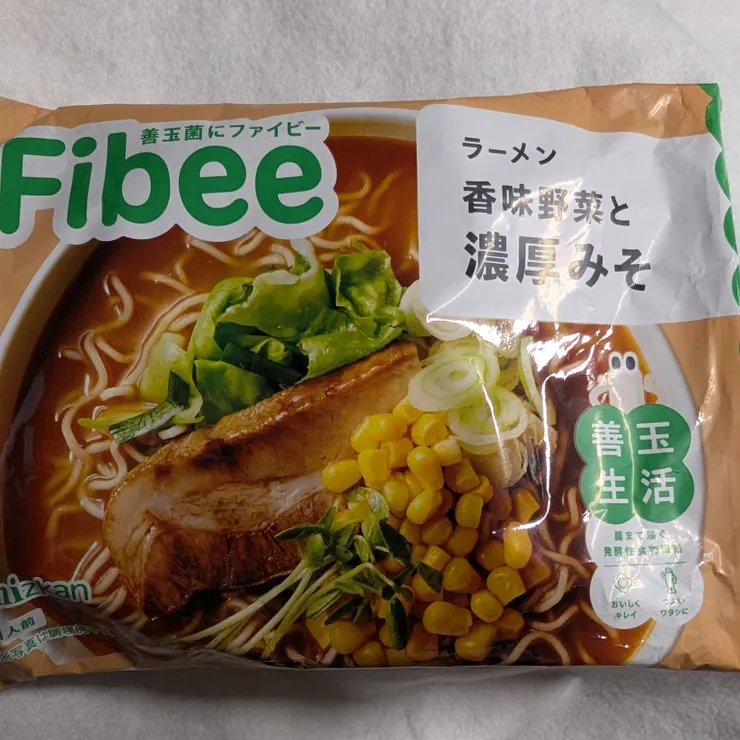 善玉菌にファイビー
Fibee
ラーメン
香味野菜と
濃厚みそ
善玉
生活
腸まで届く
発酵性食物繊維
おいしく
キレイ
ワタシに
mizkan
1人前